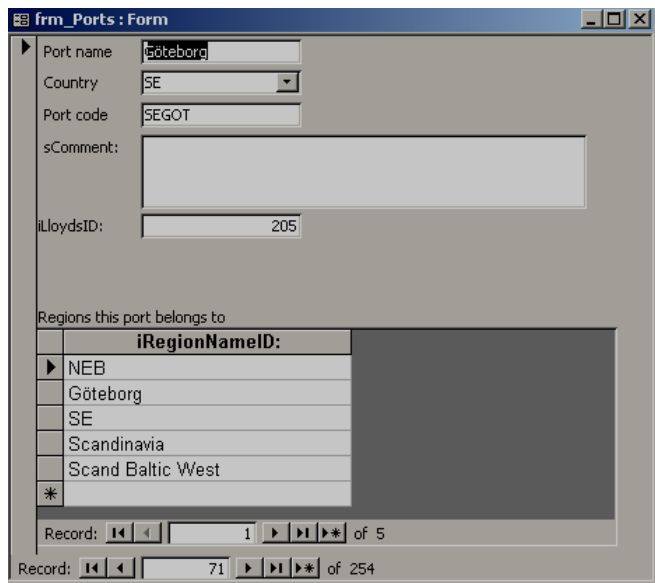 frm_Ports : Form
Port name Göteborg
Country SE
Port code SEGOT
sComment:
iLloydsID: 205
Regions this port belongs to
iRegionNameID:
NEB
Göteborg
SE
Scandinavia
Scand Baltic West
Record: 1 of 5
Record: 71 of 254